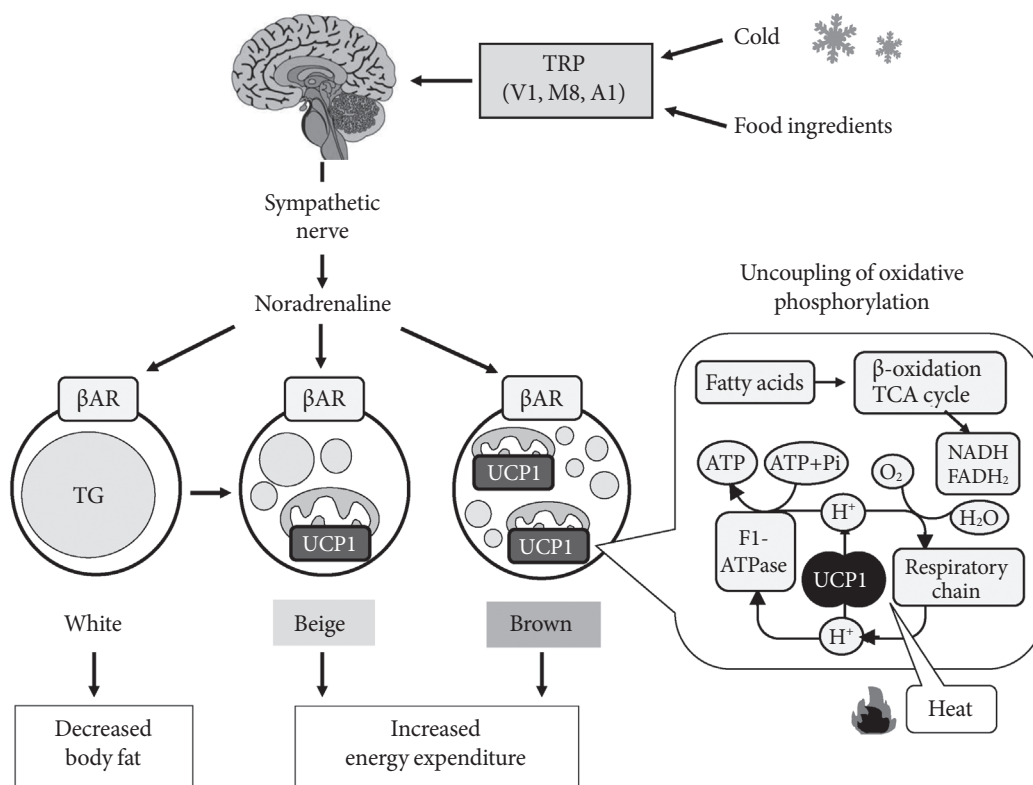 Cold
TRP
(V1, M8, A1)
Food ingredients
Sympathetic
nerve
Noradrenaline
βAR
TG
White
Decreased
body fat
βAR
UCP1
Beige
βAR
UCP1
UCP1
Brown
Increased
energy expenditure
Uncoupling of oxidative
phosphorylation
Fatty acids
β-oxidation
TCA cycle
NADH
FADH₂
ATP
ATP+Pi
O₂
H₂O
H⁺
F1-
ATPase
UCP1
Respiratory
chain
H⁺
Heat